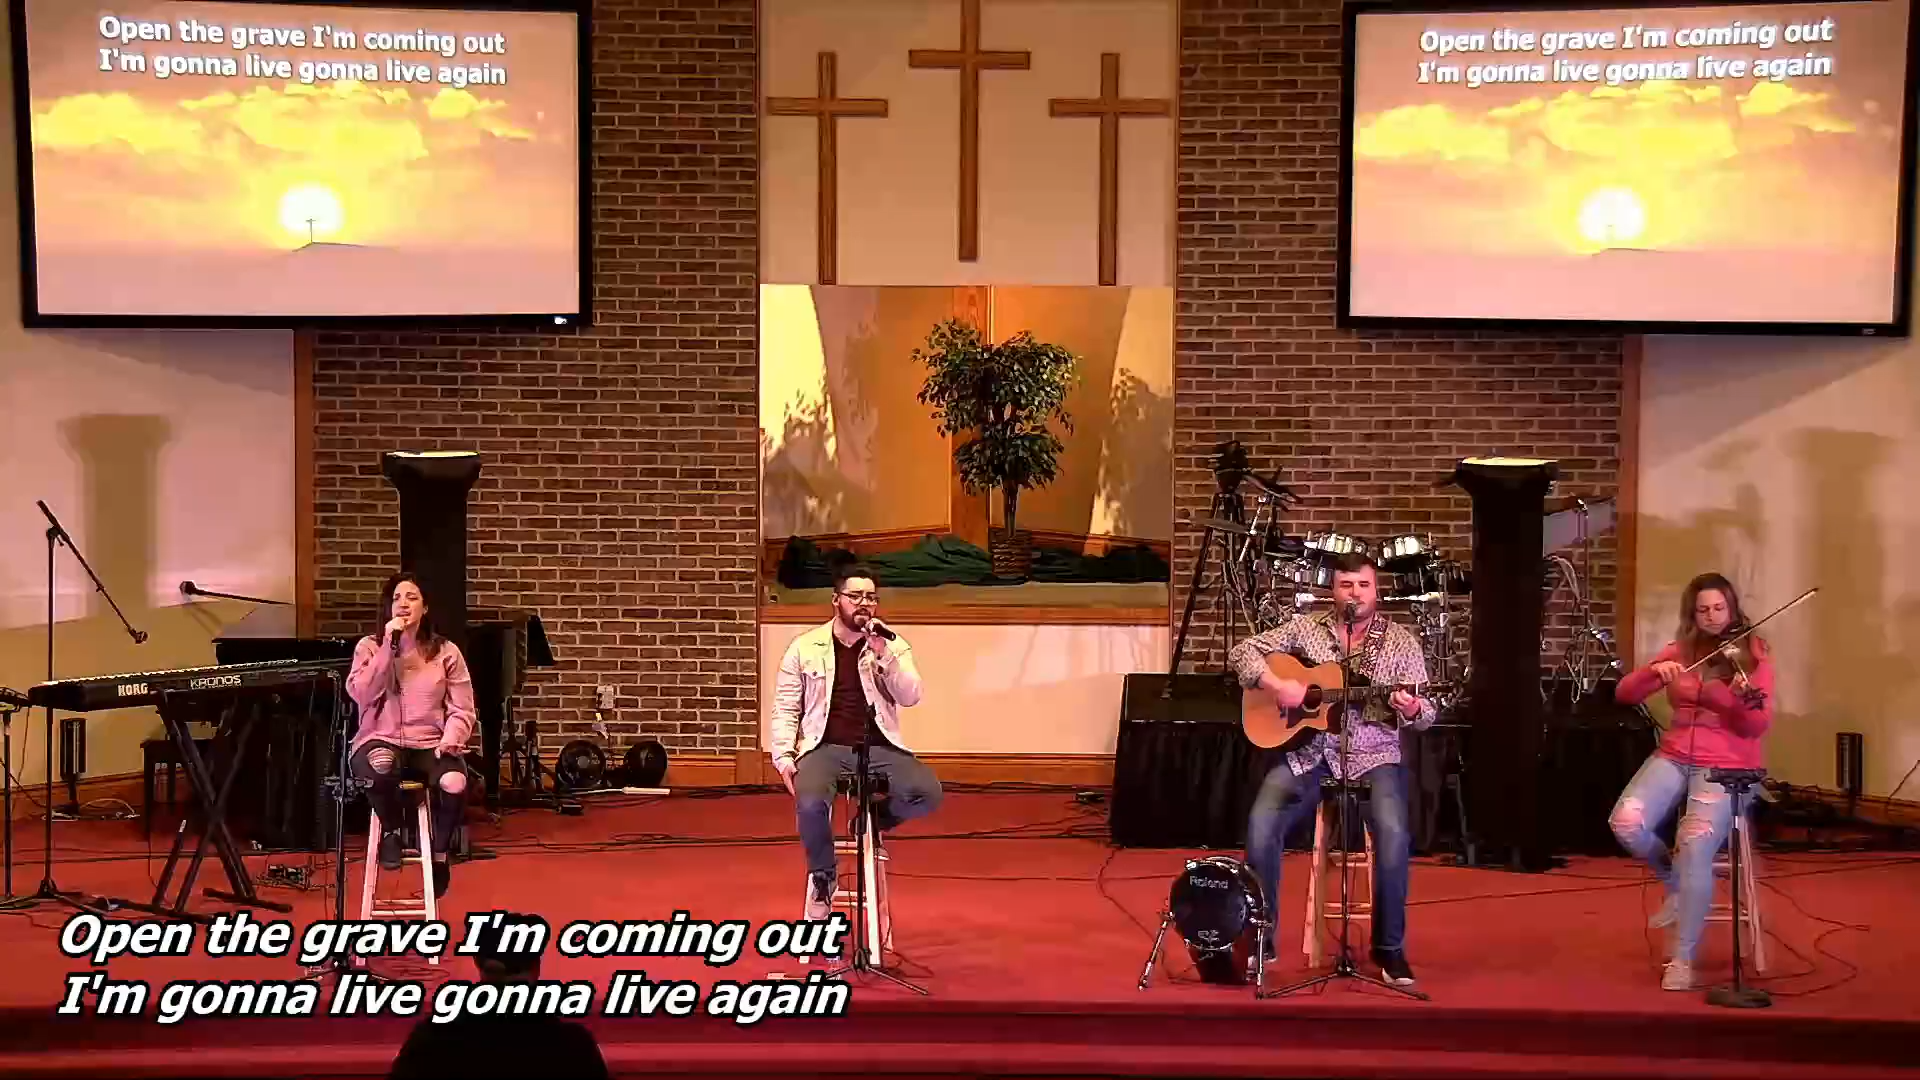 Open the grave I'm coming out
I'm gonna live gonna live again
Open the grave I'm coming out
I'm gonna live gonna live again
KORG
KRONOS
Roland
Open the grave I'm coming out
I'm gonna live gonna live again